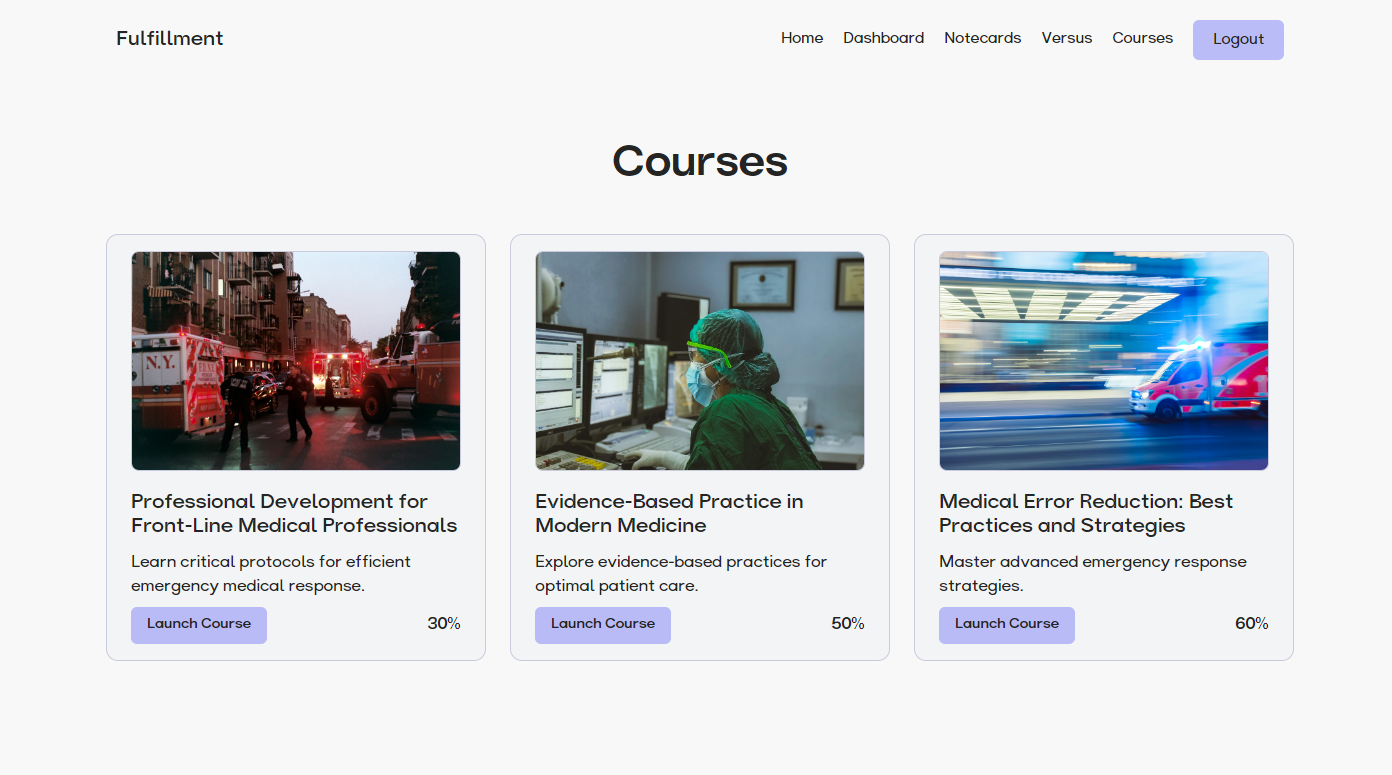 Fulfillment
Home Dashboard Notecards Versus Courses Logout
Courses
N.Y.
Professional Development for
Front-Line Medical Professionals
Learn critical protocols for efficient
emergency medical response.
Launch Course 30%
Evidence-Based Practice in
Modern Medicine
Explore evidence-based practices for
optimal patient care.
Launch Course 50%
Medical Error Reduction: Best
Practices and Strategies
Master advanced emergency response
strategies.
Launch Course 60%